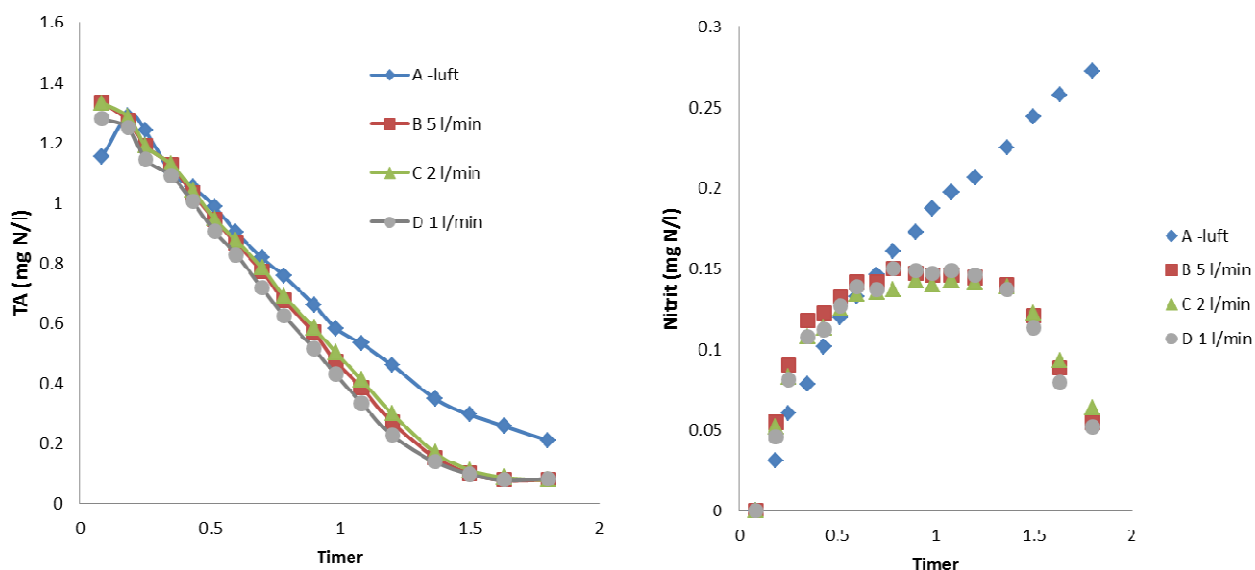 1.6
1.4
1.2
1
0.8
0.6
0.4
0.2
0
TA (mg N/l)
0
0.5
1
1.5
2
Timer
A -luft
B 5 l/min
C 2 l/min
D 1 l/min
0.3
0.25
0.2
0.15
0.1
0.05
0
Nitrit (mg N/l)
0
0.5
1
1.5
2
Timer
A -luft
B 5 l/min
C 2 l/min
D 1 l/min